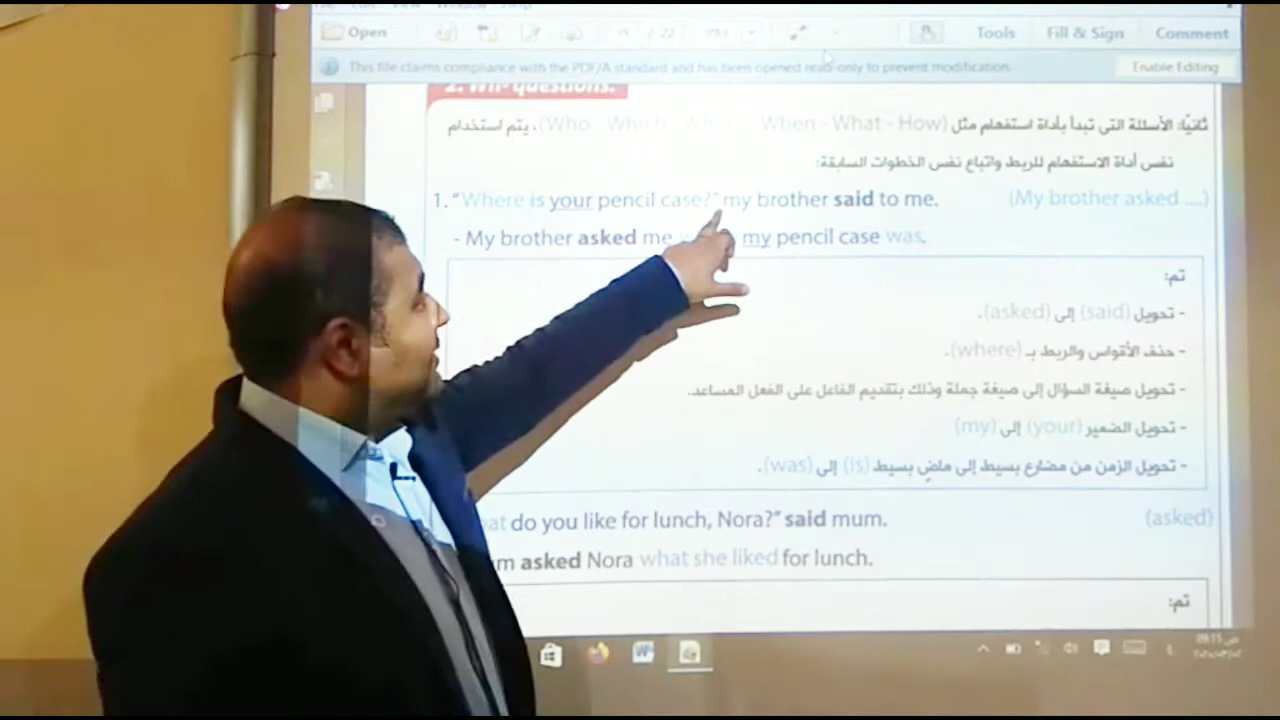 Window Help
Open
/ 22
Tools Fill & Sign Comment
This file claims compliance with the PDF/A standard and has been opened read-only to prevent modification. Enable Editing
2. Wh- questions.
ثانيًا: الأسئلة التى تبدأ بأداة استفهام مثل (Who - When - What - How)، يتم استخدام
نفس أداة الاستفهام للربط واتباع نفس الخطوات السابقة:
1. “Where is your pencil case?” my brother said to me. (My brother asked ....)
- My brother asked me my pencil case was.
تم:
- تحويل (said) إلى (asked).
- حذف الأقواس والربط بـ (where).
- تحويل صيغة السؤال إلى صيغة جملة وذلك بتقديم الفاعل على الفعل المساعد.
- تحويل الضمير (your) إلى (my)
- تحويل الزمن من مضارع بسيط إلى ماضٍ بسيط (is) إلى (was).
do you like for lunch, Nora?” said mum. (asked)
asked Nora what she liked for lunch.
تم:
09:15 ص